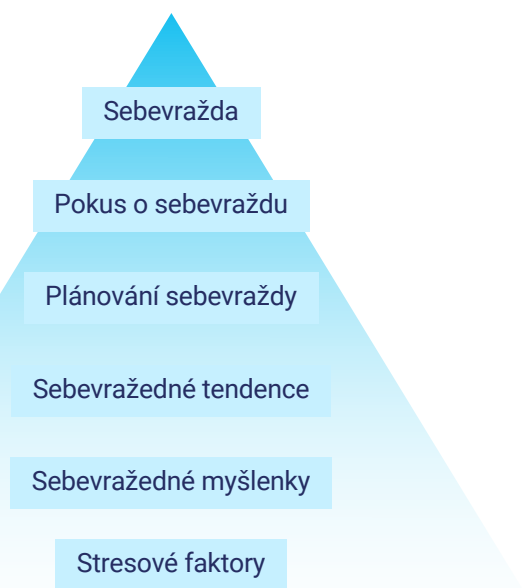 Sebevražda
Pokus o sebevraždu
Plánování sebevraždy
Sebevražedné tendence
Sebevražedné myšlenky
Stresové faktory